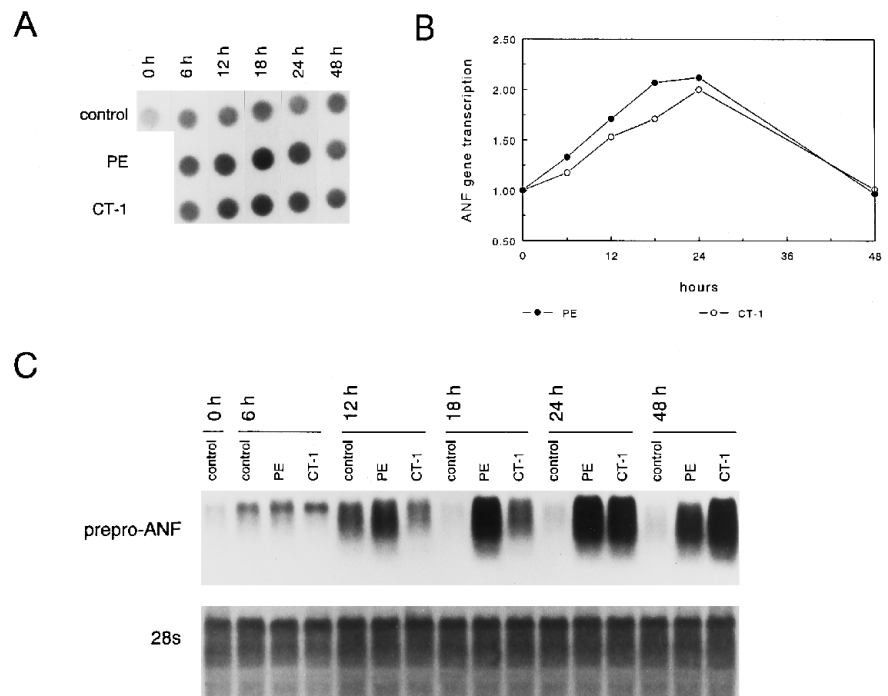 A
0 h 6 h 12 h 18 h 24 h 48 h
control
PE
CT-1
B
2.50
2.00
1.50
1.00
0.50
ANF gene transcription
0 12 24 36 48
hours
PE CT-1
C
0 h 6 h 12 h 18 h 24 h 48 h
control control PE CT-1 control PE CT-1 control PE CT-1 control PE CT-1 control PE CT-1
prepro-ANF
28s